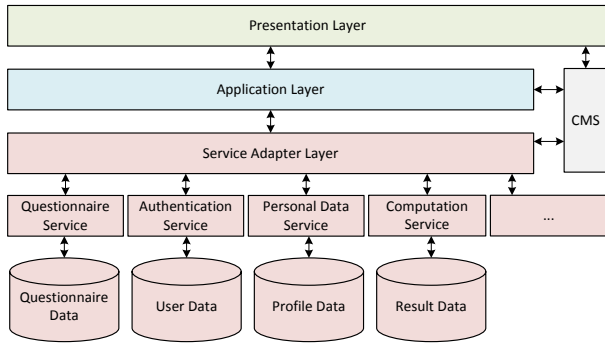 Presentation Layer
Application Layer
CMS
Service Adapter Layer
Questionnaire
Service
Authentication
Service
Personal Data
Service
Computation
Service
...
Questionnaire
Data
User Data
Profile Data
Result Data